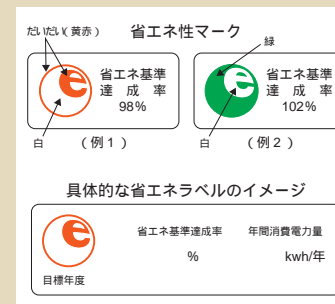 だいだい(黄赤)
省エネ性マーク
緑
e
省エネ基準
達成率
98%
e
省エネ基準
達成率
102%
白
(例1)
白
(例2)
具体的な省エネラベルのイメージ
e
省エネ基準達成率
年間消費電力量
%
kwh/年
目標年度